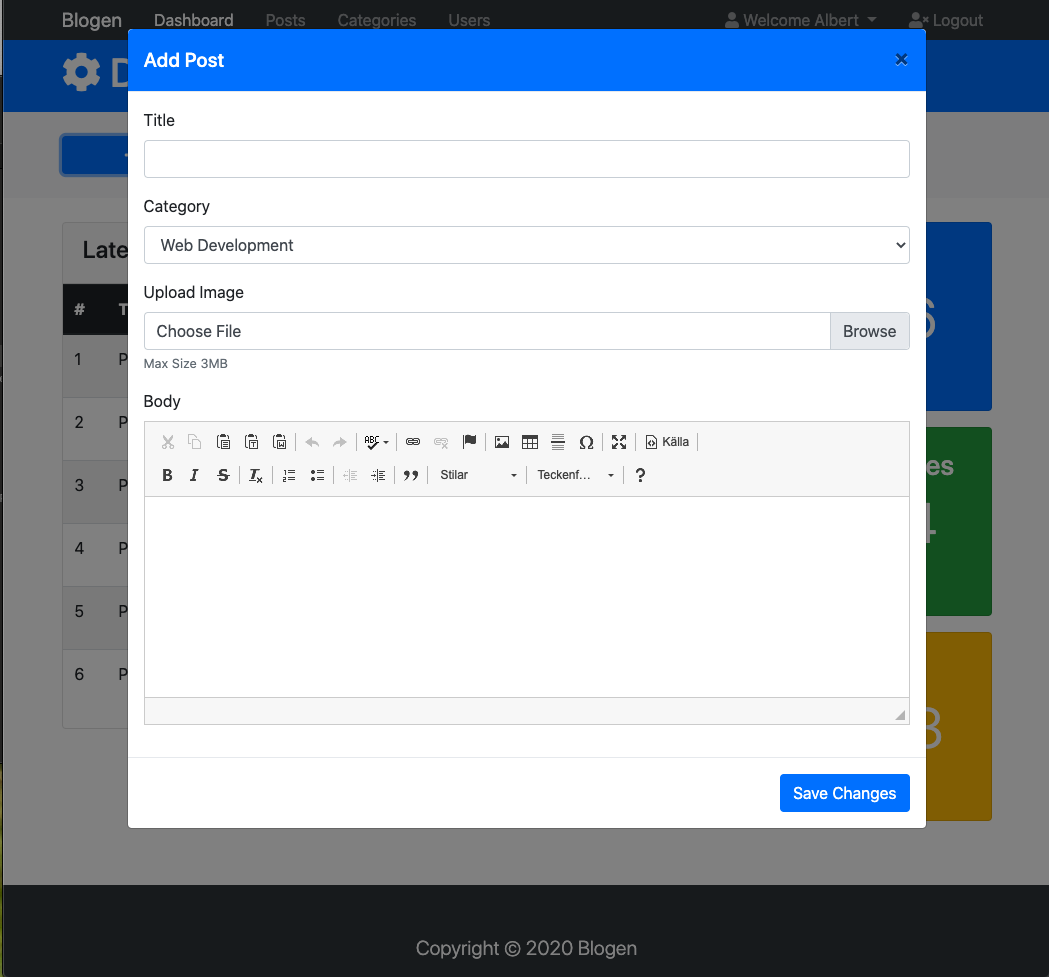 Blogen Dashboard Posts Categories Users Welcome Albert Logout
Add Post ×
Title
Category
Web Development
Upload Image
Choose File Browse
Max Size 3MB
Body
ABC Ω Källa
B I S Ix Stilar Teckenf... ?
Save Changes
Late
# T
1 P
2 P
3 P
4 P
5 P
6 P
6
es
4
3
Copyright © 2020 Blogen